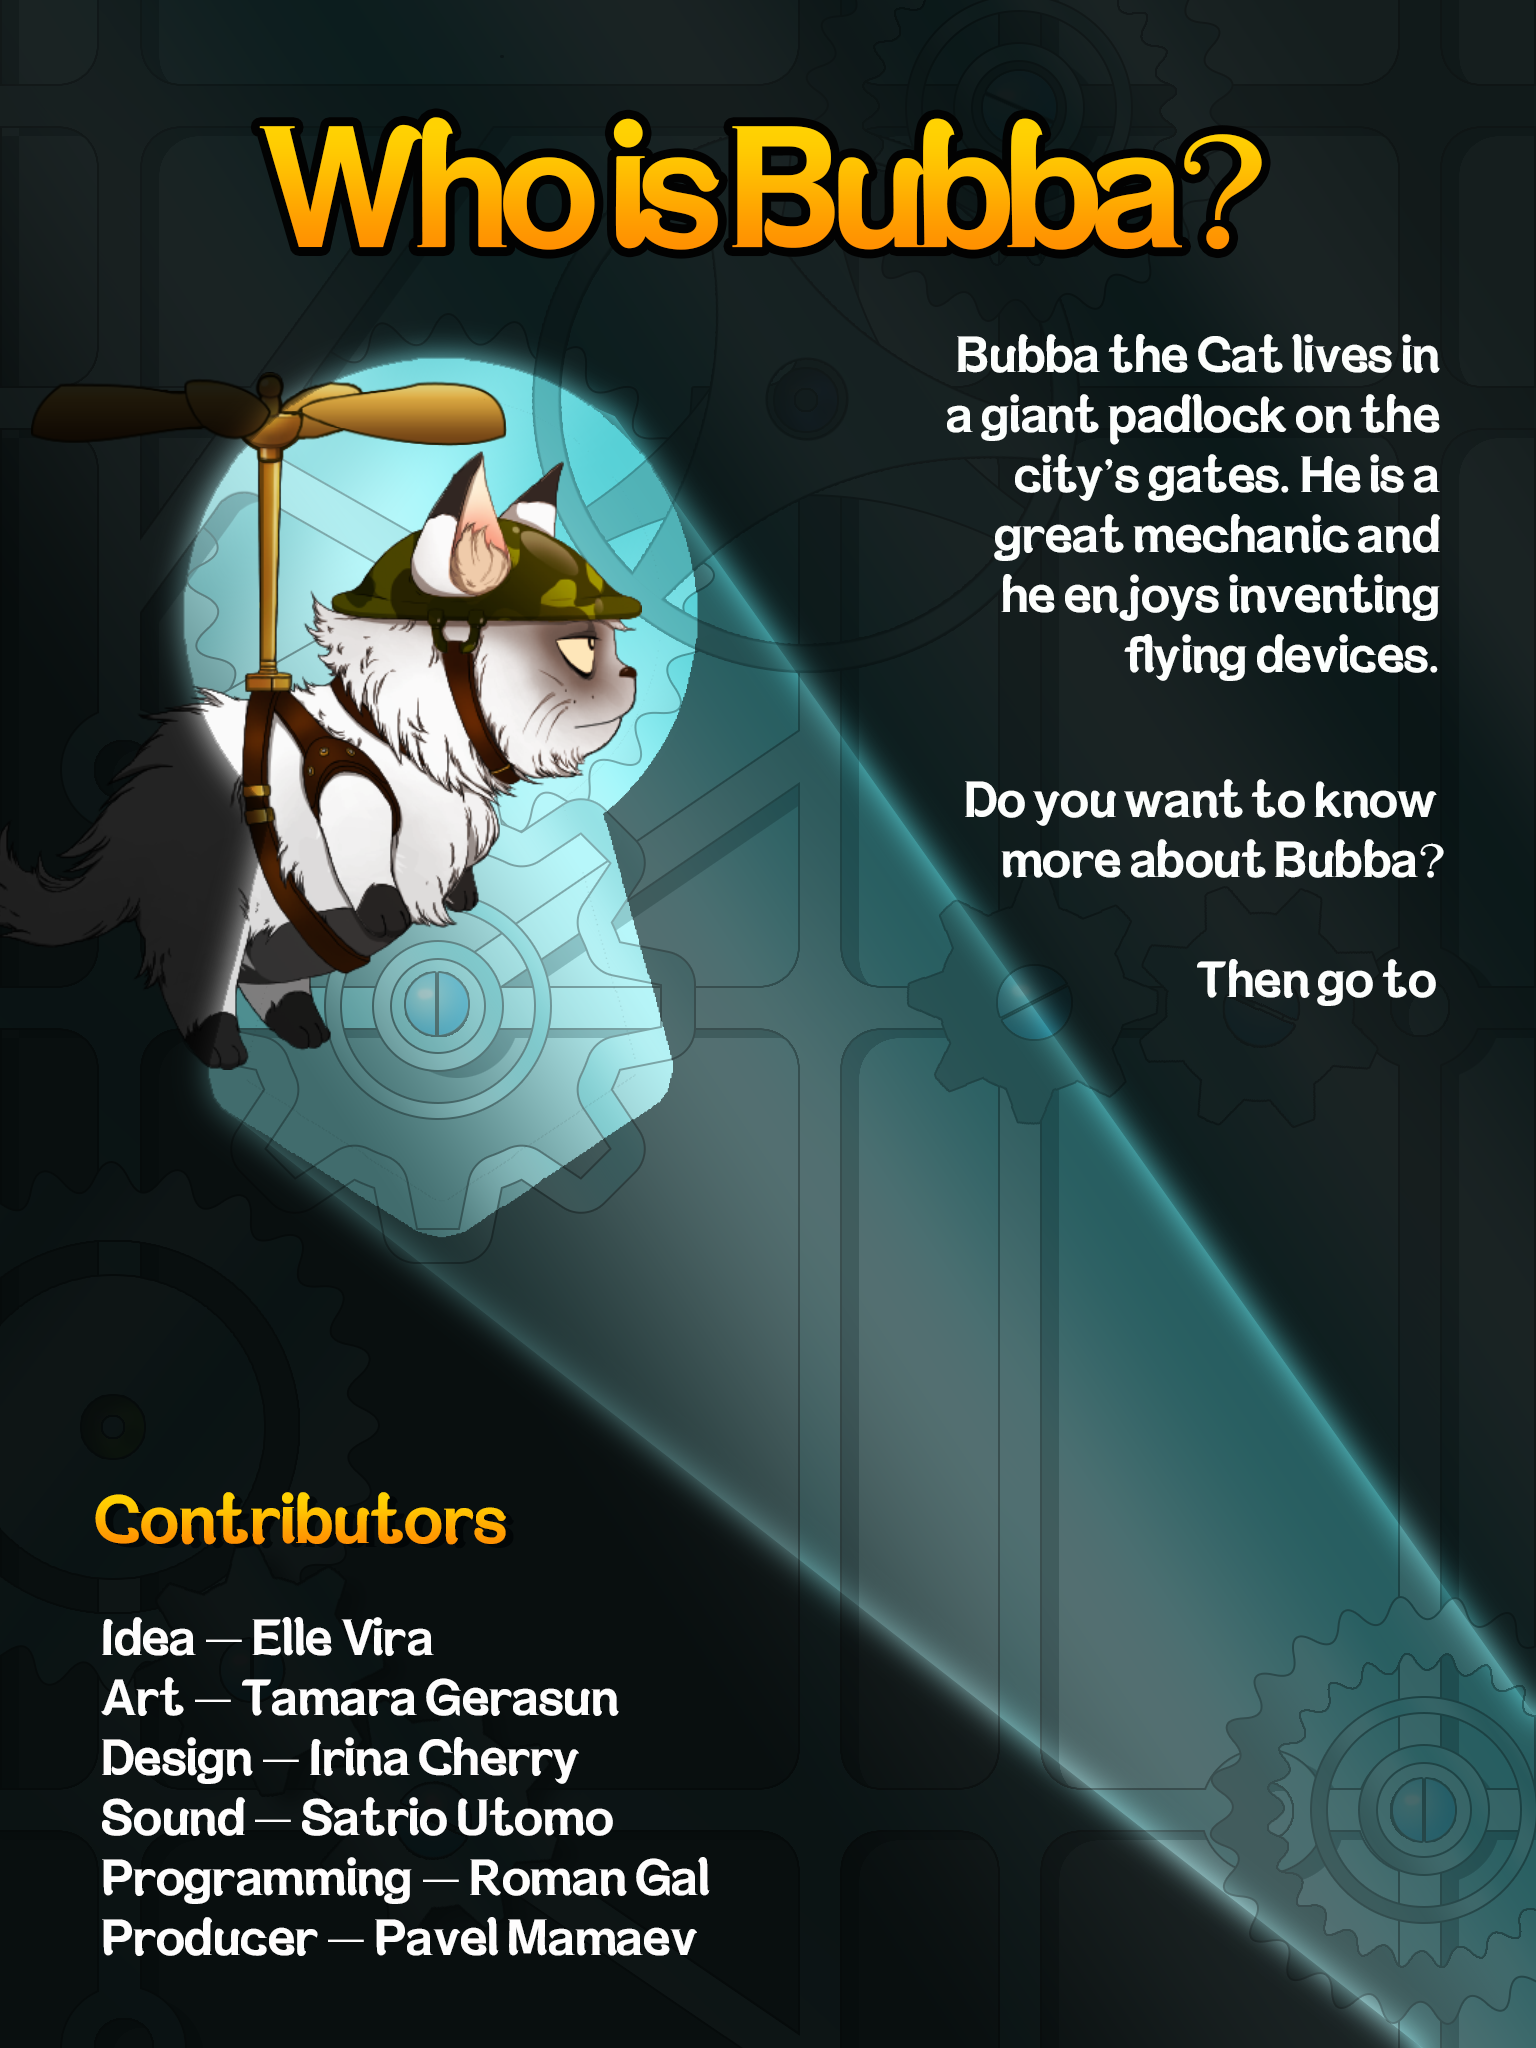 Who is Bubba?
Bubba the Cat lives in
a giant padlock on the
city's gates. He is a
great mechanic and
he enjoys inventing
flying devices.
Do you want to know
more about Bubba?
Then go to
Contributors
Idea — Elle Vira
Art — Tamara Gerasun
Design — Irina Cherry
Sound — Satrio Utomo
Programming — Roman Gal
Producer — Pavel Mamaev